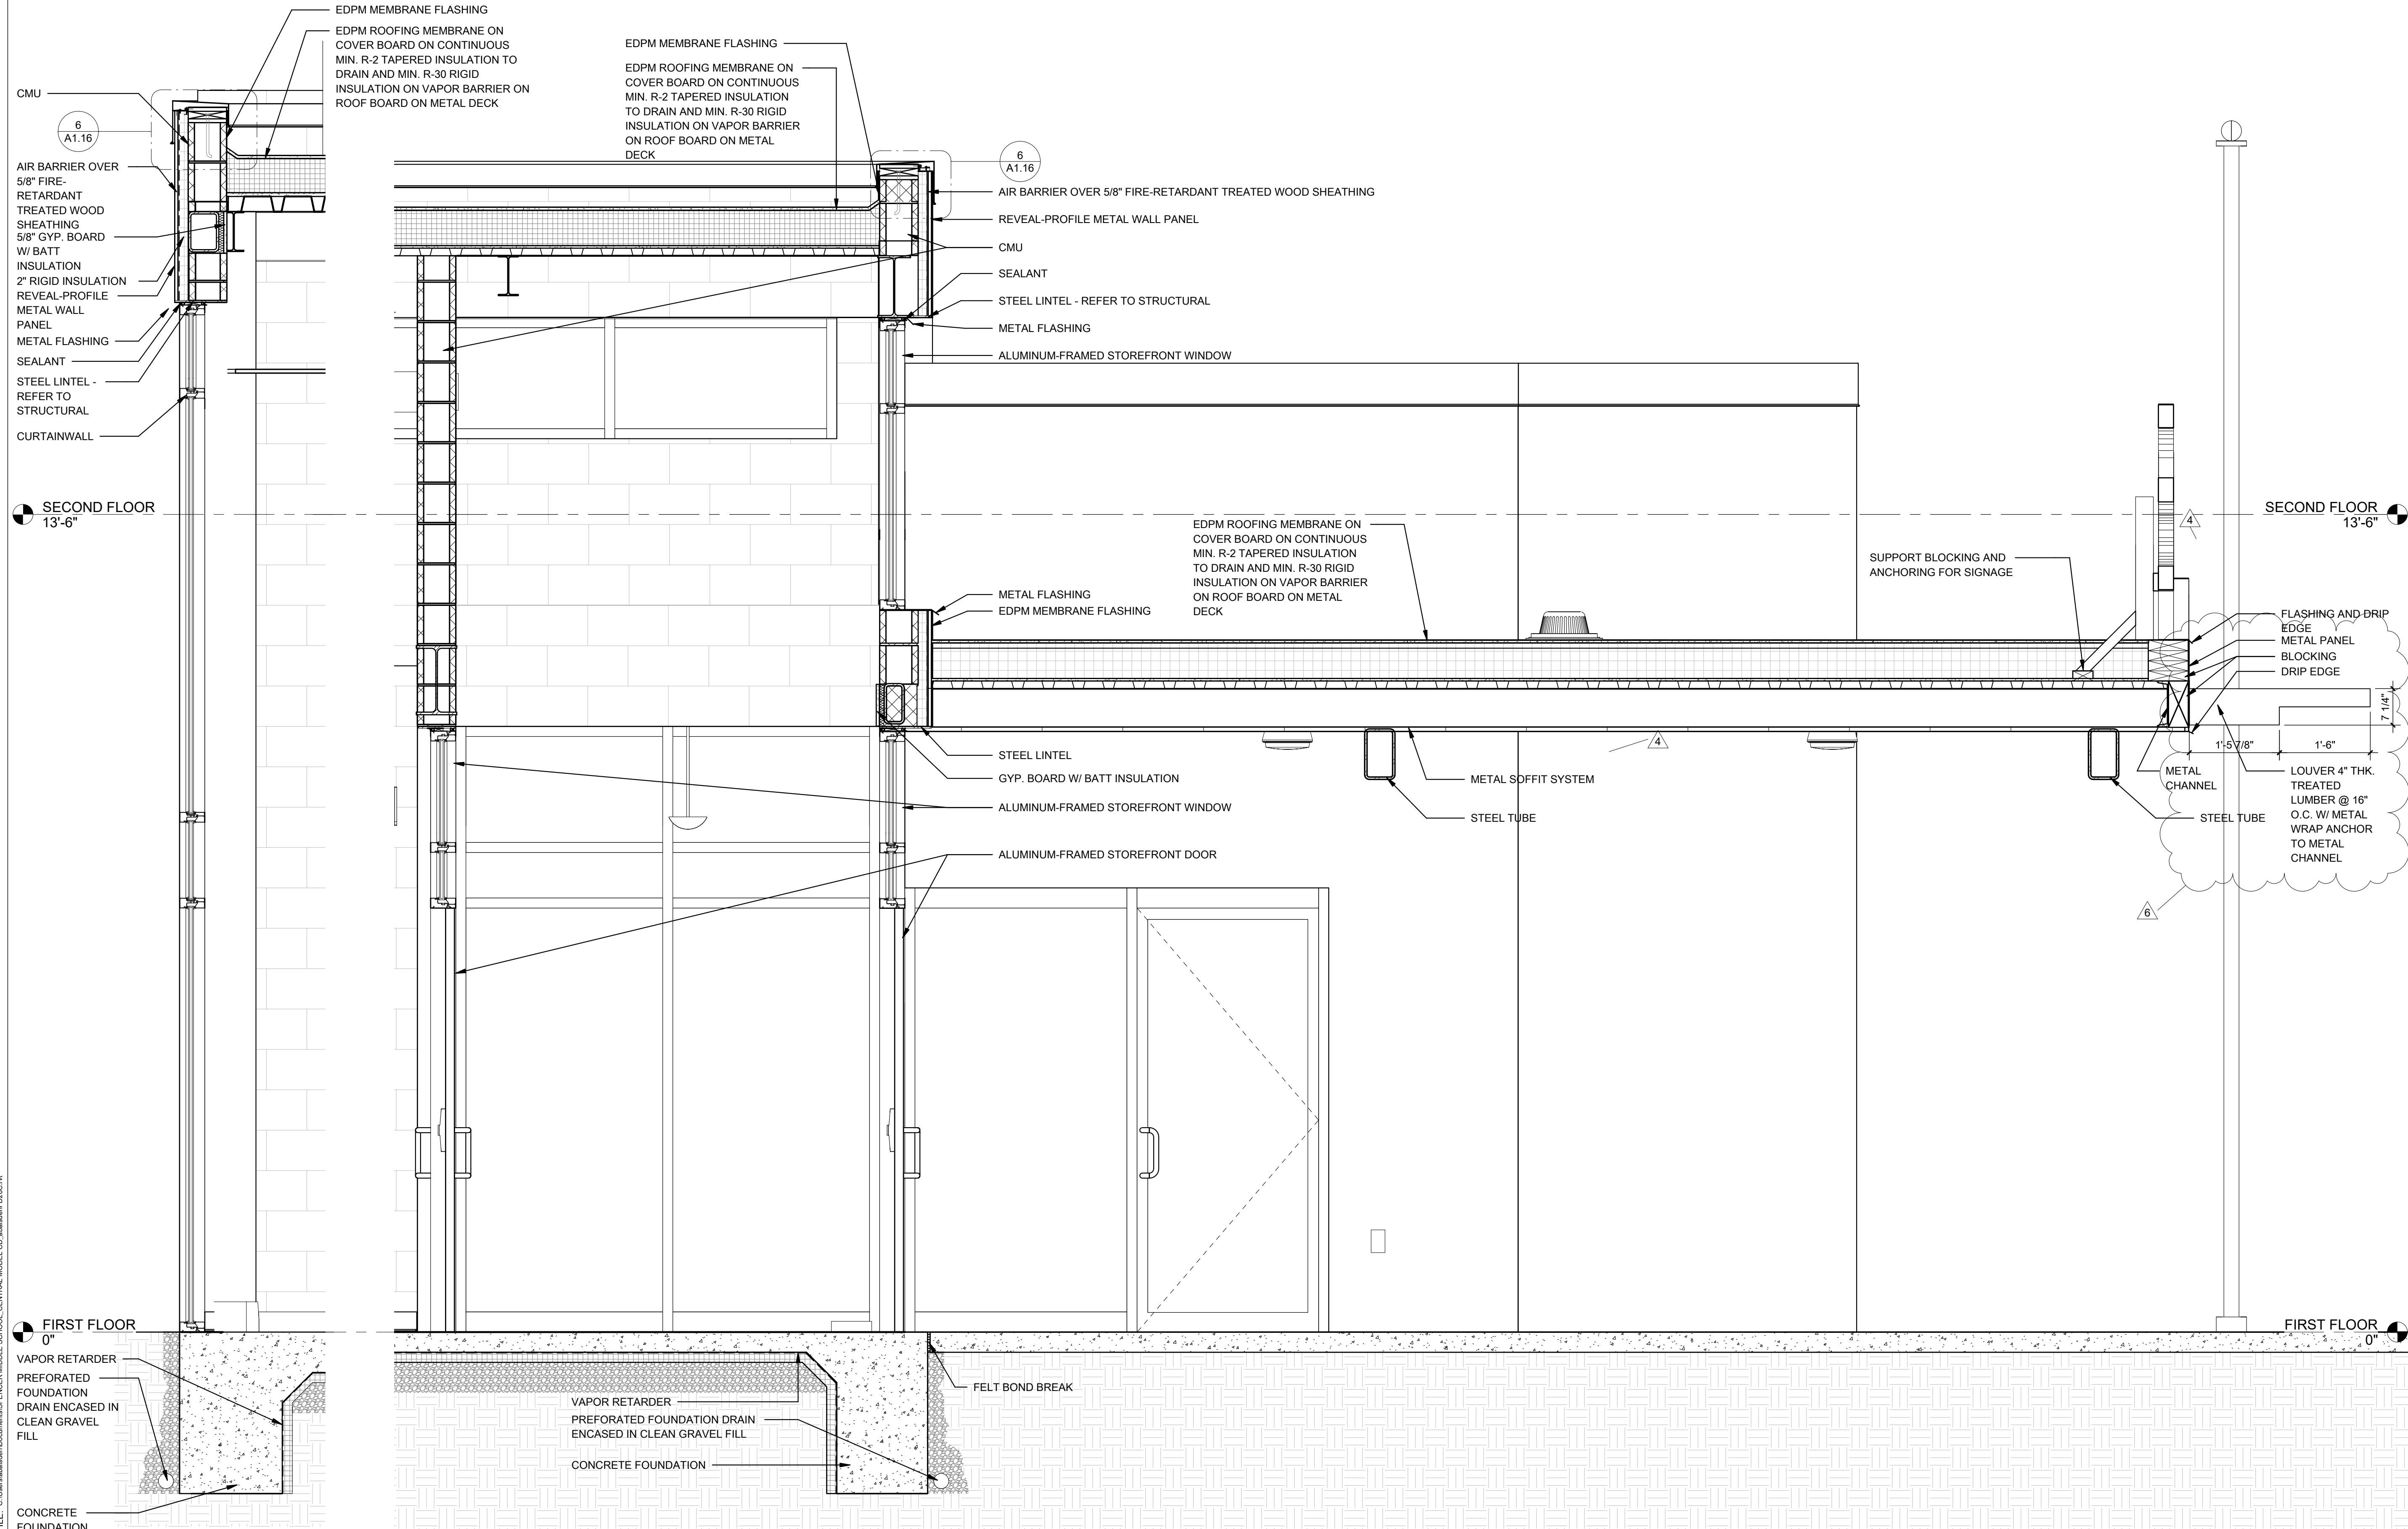 EDPM MEMBRANE FLASHING
EDPM ROOFING MEMBRANE ON
COVER BOARD ON CONTINUOUS
MIN. R-2 TAPERED INSULATION TO
DRAIN AND MIN. R-30 RIGID
INSULATION ON VAPOR BARRIER ON
ROOF BOARD ON METAL DECK
EDPM MEMBRANE FLASHING
EDPM ROOFING MEMBRANE ON
COVER BOARD ON CONTINUOUS
MIN. R-2 TAPERED INSULATION
TO DRAIN AND MIN. R-30 RIGID
INSULATION ON VAPOR BARRIER
ON ROOF BOARD ON METAL
DECK
CMU
6
A1.16
AIR BARRIER OVER
5/8" FIRE-
RETARDANT
TREATED WOOD
SHEATHING
5/8" GYP. BOARD
W/ BATT
INSULATION
2" RIGID INSULATION
REVEAL-PROFILE
METAL WALL
PANEL
METAL FLASHING
SEALANT
STEEL LINTEL -
REFER TO
STRUCTURAL
CURTAINWALL
6
A1.16
AIR BARRIER OVER 5/8" FIRE-RETARDANT TREATED WOOD SHEATHING
REVEAL-PROFILE METAL WALL PANEL
CMU
SEALANT
STEEL LINTEL - REFER TO STRUCTURAL
METAL FLASHING
ALUMINUM-FRAMED STOREFRONT WINDOW
SECOND FLOOR
13'-6"
SECOND FLOOR
13'-6"
4
EDPM ROOFING MEMBRANE ON
COVER BOARD ON CONTINUOUS
MIN. R-2 TAPERED INSULATION
TO DRAIN AND MIN. R-30 RIGID
INSULATION ON VAPOR BARRIER
ON ROOF BOARD ON METAL
DECK
SUPPORT BLOCKING AND
ANCHORING FOR SIGNAGE
METAL FLASHING
EDPM MEMBRANE FLASHING
FLASHING AND DRIP
EDGE
METAL PANEL
BLOCKING
DRIP EDGE
7 1/4"
1'-5 7/8"
1'-6"
4
STEEL LINTEL
GYP. BOARD W/ BATT INSULATION
ALUMINUM-FRAMED STOREFRONT WINDOW
ALUMINUM-FRAMED STOREFRONT DOOR
METAL SOFFIT SYSTEM
STEEL TUBE
METAL
CHANNEL
STEEL TUBE
LOUVER 4" THK.
TREATED
LUMBER @ 16"
O.C. W/ METAL
WRAP ANCHOR
TO METAL
CHANNEL
6
FIRST FLOOR
0"
FIRST FLOOR
0"
VAPOR RETARDER
PREFORATED
FOUNDATION
DRAIN ENCASED IN
CLEAN GRAVEL
FILL
CONCRETE
FOUNDATION
VAPOR RETARDER
PREFORATED FOUNDATION DRAIN
ENCASED IN CLEAN GRAVEL FILL
CONCRETE FOUNDATION
FELT BOND BREAK